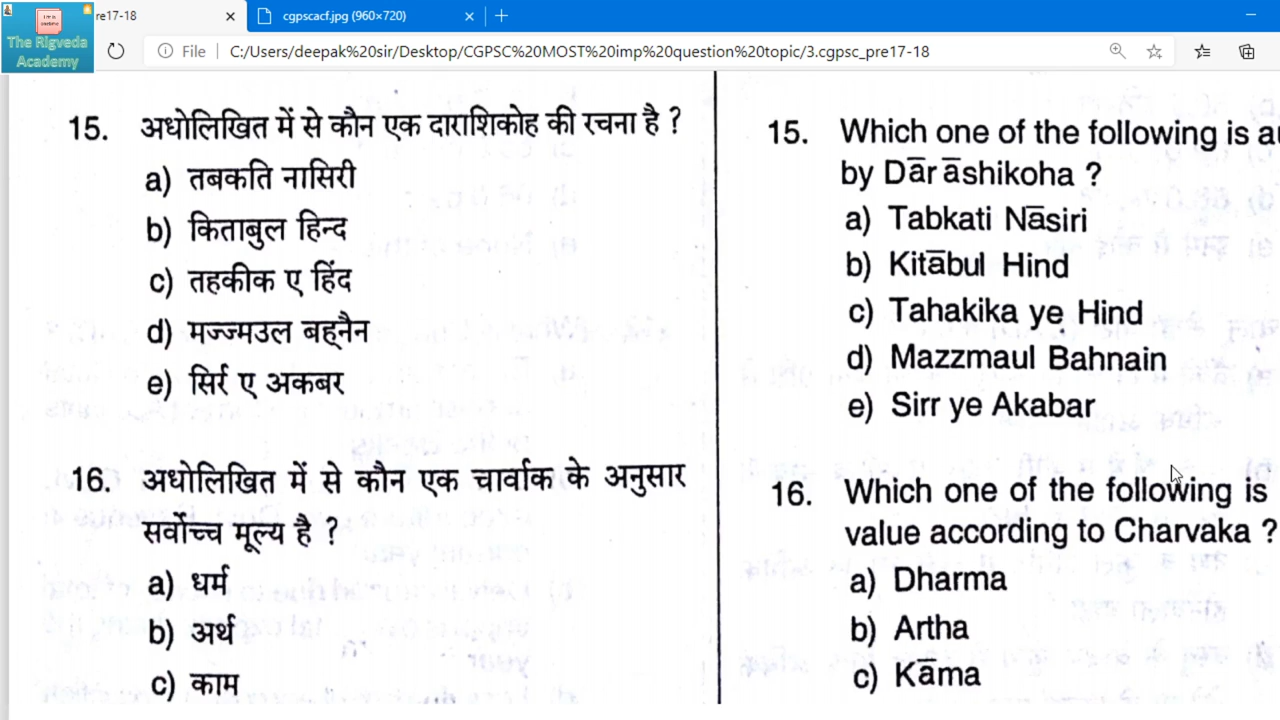 re17-18
cgpscacf.jpg (960×720)
The Rigveda
Academy
File
C:/Users/deepak%20sir/Desktop/CGPSC%20MOST%20imp%20question%20topic/3.cgpsc_pre17-18
15. अधोलिखित में से कौन एक दाराशिकोह की रचना है ?
a) तबकति नासिरी
b) किताबुल हिन्द
c) तहकीक ए हिंद
d) मज्ज्मउल बह्नैन
e) सिर्र ए अकबर
16. अधोलिखित में से कौन एक चार्वाक के अनुसार
सर्वोच्च मूल्य है ?
a) धर्म
b) अर्थ
c) काम
15. Which one of the following is au
by Dārāshikoha ?
a) Tabkati Nāsiri
b) Kitābul Hind
c) Tahakika ye Hind
d) Mazzmaul Bahnain
e) Sirr ye Akabar
16. Which one of the following is
value according to Charvaka ?
a) Dharma
b) Artha
c) Kāma